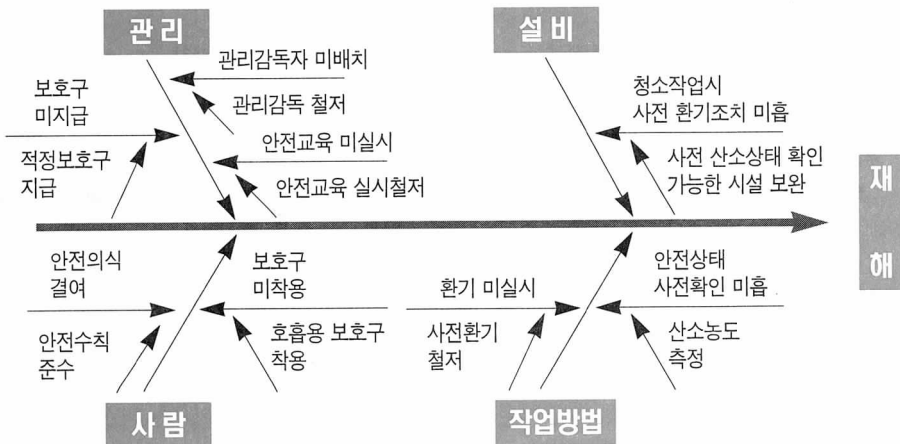 관리
설비
관리감독자 미배치
보호구
미지급
관리감독 철저
안전교육 미실시
적정보호구
지급
안전교육 실시철저
청소작업시
사전 환기조치 미흡
사전 산소상태 확인
가능한 시설 보완
재
해
안전의식
결여
보호구
미착용
안전수칙
준수
호흡용 보호구
착용
환기 미실시
안전상태
사전확인 미흡
사전환기
철저
산소농도
측정
사람
작업방법